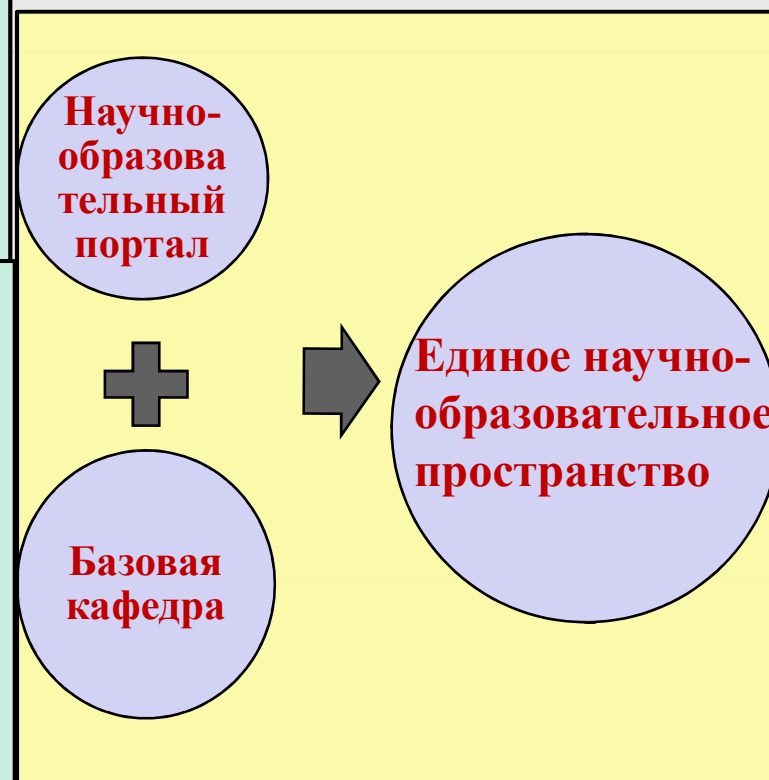 Научно-
образова
тельный
портал
Базовая
кафедра
Единое научно-
образовательное
пространство